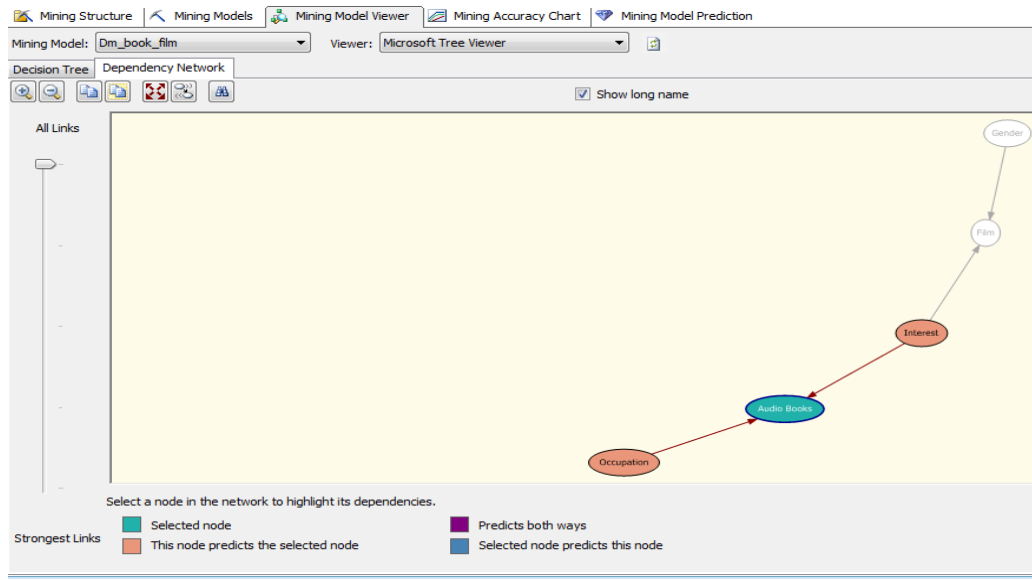 Mining Structure Mining Models Mining Model Viewer Mining Accuracy Chart Mining Model Prediction
Mining Model: Dm_book_film Viewer: Microsoft Tree Viewer
Decision Tree Dependency Network
Show long name
All Links
Gender
Film
Interest
Audio Books
Occupation
Select a node in the network to highlight its dependencies.
Selected node Predicts both ways
Strongest Links
This node predicts the selected node Selected node predicts this node